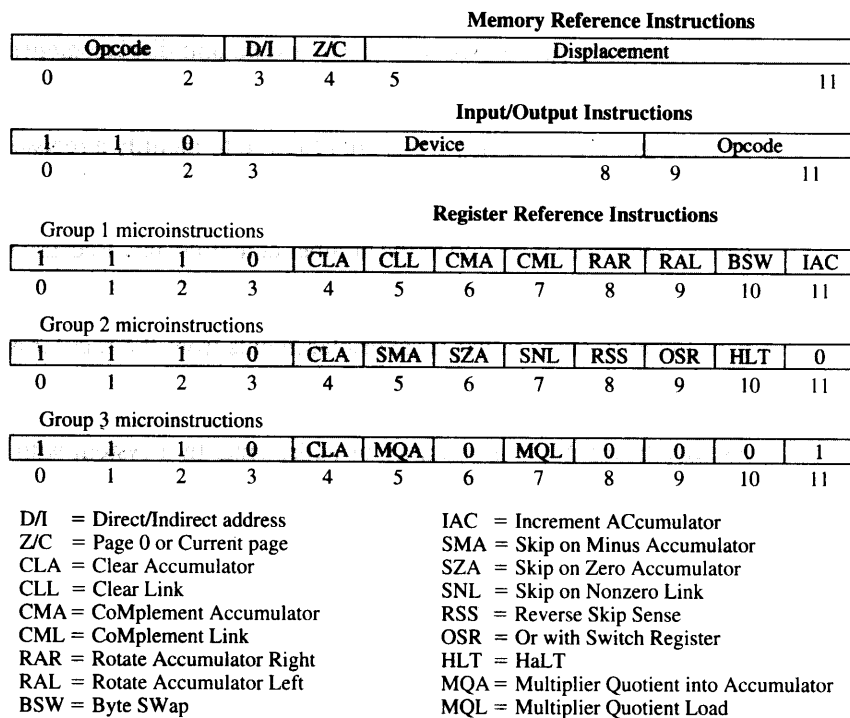 Memory Reference Instructions
Opcode D/I Z/C Displacement
0 2 3 4 5 11
Input/Output Instructions
1 1 0 Device Opcode
0 2 3 8 9 11
Register Reference Instructions
Group 1 microinstructions
1 1 1 0 CLA CLL CMA CML RAR RAL BSW IAC
0 1 2 3 4 5 6 7 8 9 10 11
Group 2 microinstructions
1 1 1 0 CLA SMA SZA SNL RSS OSR HLT 0
0 1 2 3 4 5 6 7 8 9 10 11
Group 3 microinstructions
1 1 1 0 CLA MQA 0 MQL 0 0 0 1
0 1 2 3 4 5 6 7 8 9 10 11
D/I = Direct/Indirect address
Z/C = Page 0 or Current page
CLA = Clear Accumulator
CLL = Clear Link
CMA = CoMplement Accumulator
CML = CoMplement Link
RAR = Rotate Accumulator Right
RAL = Rotate Accumulator Left
BSW = Byte SWap
IAC = Increment ACcumulator
SMA = Skip on Minus Accumulator
SZA = Skip on Zero Accumulator
SNL = Skip on Nonzero Link
RSS = Reverse Skip Sense
OSR = Or with Switch Register
HLT = HaLT
MQA = Multiplier Quotient into Accumulator
MQL = Multiplier Quotient Load